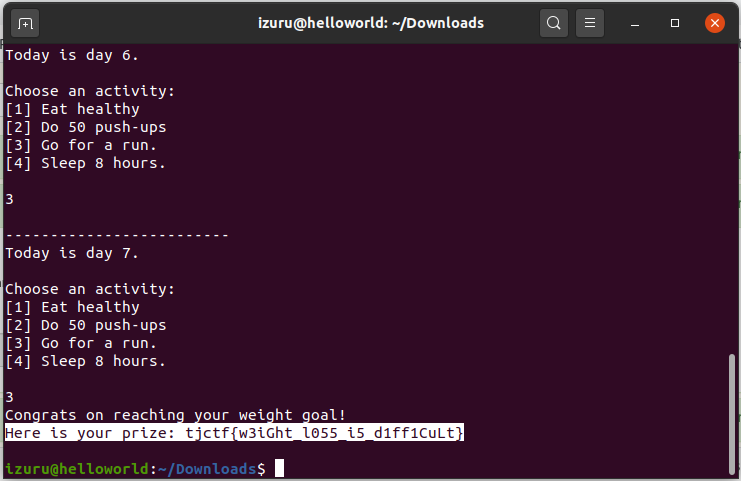 izuru@helloworld: ~/Downloads
Today is day 6.
Choose an activity:
[1] Eat healthy
[2] Do 50 push-ups
[3] Go for a run.
[4] Sleep 8 hours.
3
-------------------------
Today is day 7.
Choose an activity:
[1] Eat healthy
[2] Do 50 push-ups
[3] Go for a run.
[4] Sleep 8 hours.
3
Congrats on reaching your weight goal!
Here is your prize: tjctf{w3iGht_l055_i5_d1ff1CuLt}
izuru@helloworld:~/Downloads$